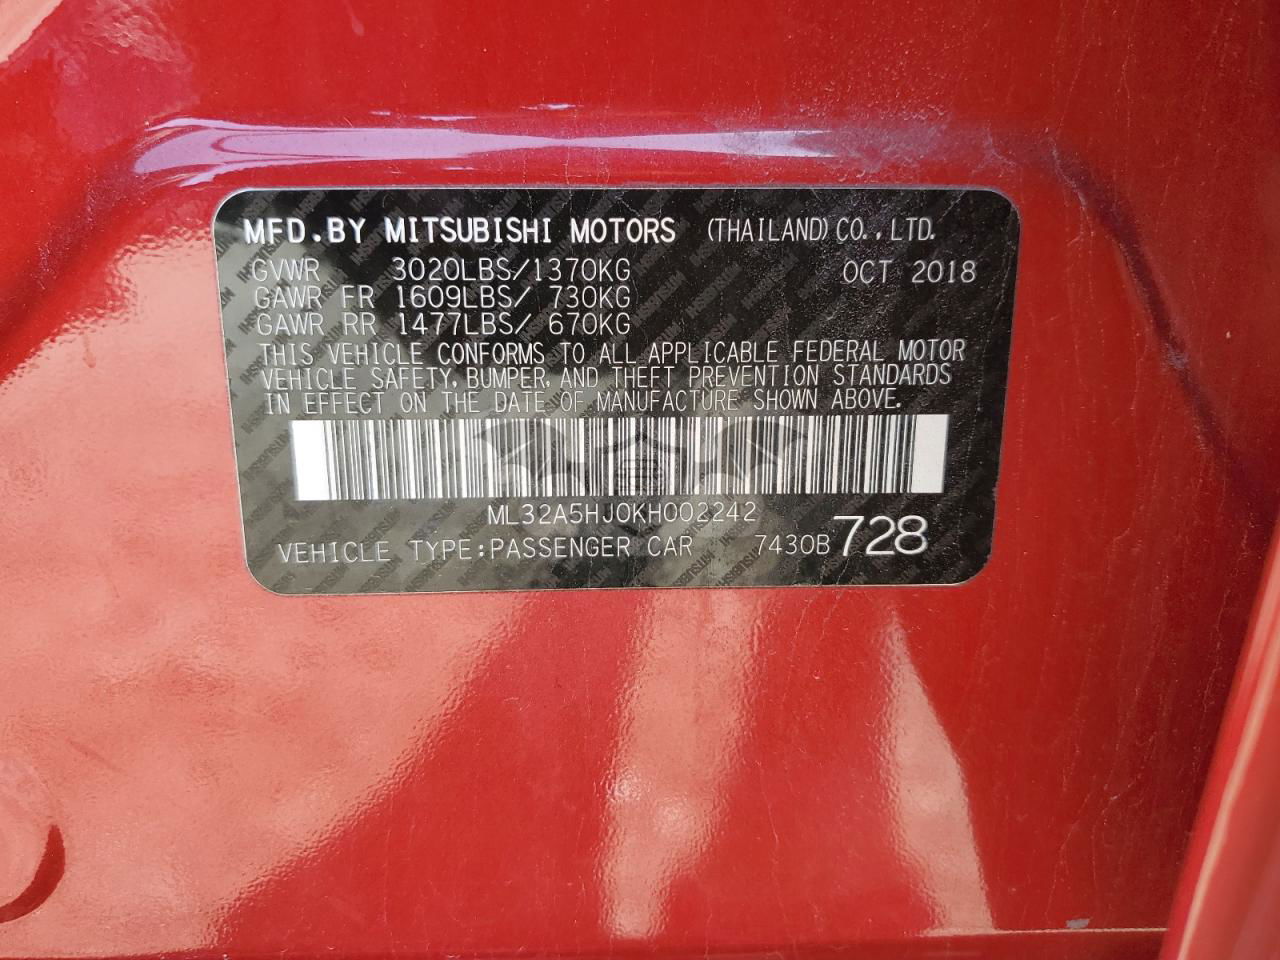 MFD.BY MITSUBISHI MOTORS (THAILAND) CO.,LTD.
GVWR 3020LBS/1370KG OCT 2018
GAWR FR 1609LBS/ 730KG
GAWR RR 1477LBS/ 670KG
THIS VEHICLE CONFORMS TO ALL APPLICABLE FEDERAL MOTOR
VEHICLE SAFETY, BUMPER, AND THEFT PREVENTION STANDARDS
IN EFFECT ON THE DATE OF MANUFACTURE SHOWN ABOVE.
ML32A5HJ0KH002242
VEHICLE TYPE:PASSENGER CAR 7430B728